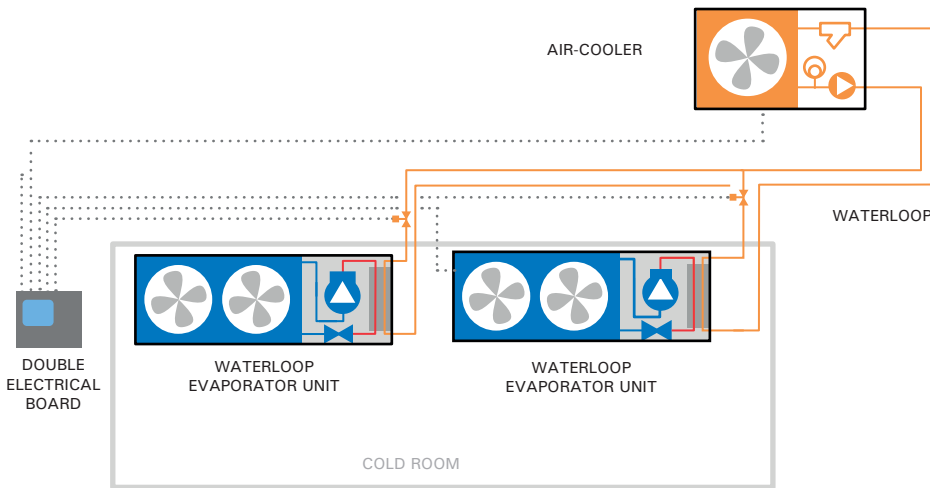 AIR-COOLER
WATERLOOP
DOUBLE
ELECTRICAL
BOARD
WATERLOOP
EVAPORATOR UNIT
WATERLOOP
EVAPORATOR UNIT
COLD ROOM